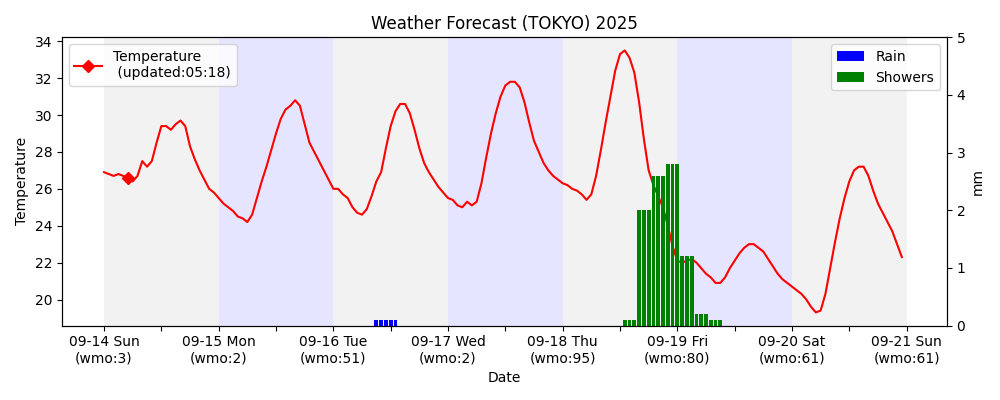 Weather Forecast (TOKYO) 2025
Temperature
(updated:05:18)
Rain
Showers
Temperature
34
32
30
28
26
24
22
20
5
4
3
2
1
0
mm
09-14 Sun
(wmo:3)
09-15 Mon
(wmo:2)
09-16 Tue
(wmo:51)
09-17 Wed
(wmo:2)
09-18 Thu
(wmo:95)
09-19 Fri
(wmo:80)
09-20 Sat
(wmo:61)
09-21 Sun
(wmo:61)
Date